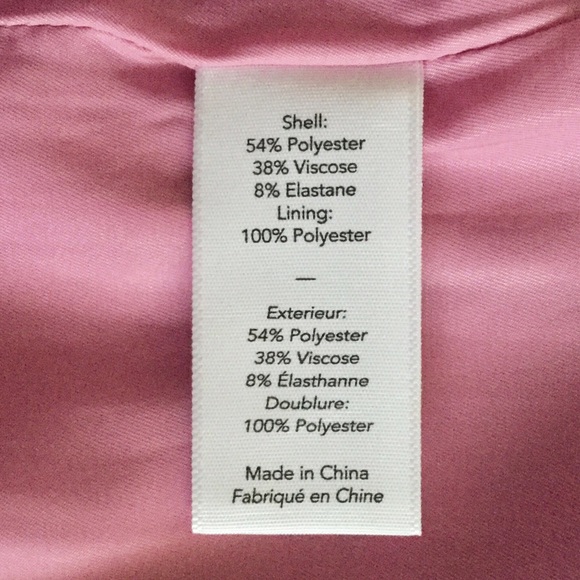 Shell:
54% Polyester
38% Viscose
8% Elastane
Lining:
100% Polyester
—
Exterieur:
54% Polyester
38% Viscose
8% Élasthanne
Doublure:
100% Polyester
Made in China
Fabriqué en Chine